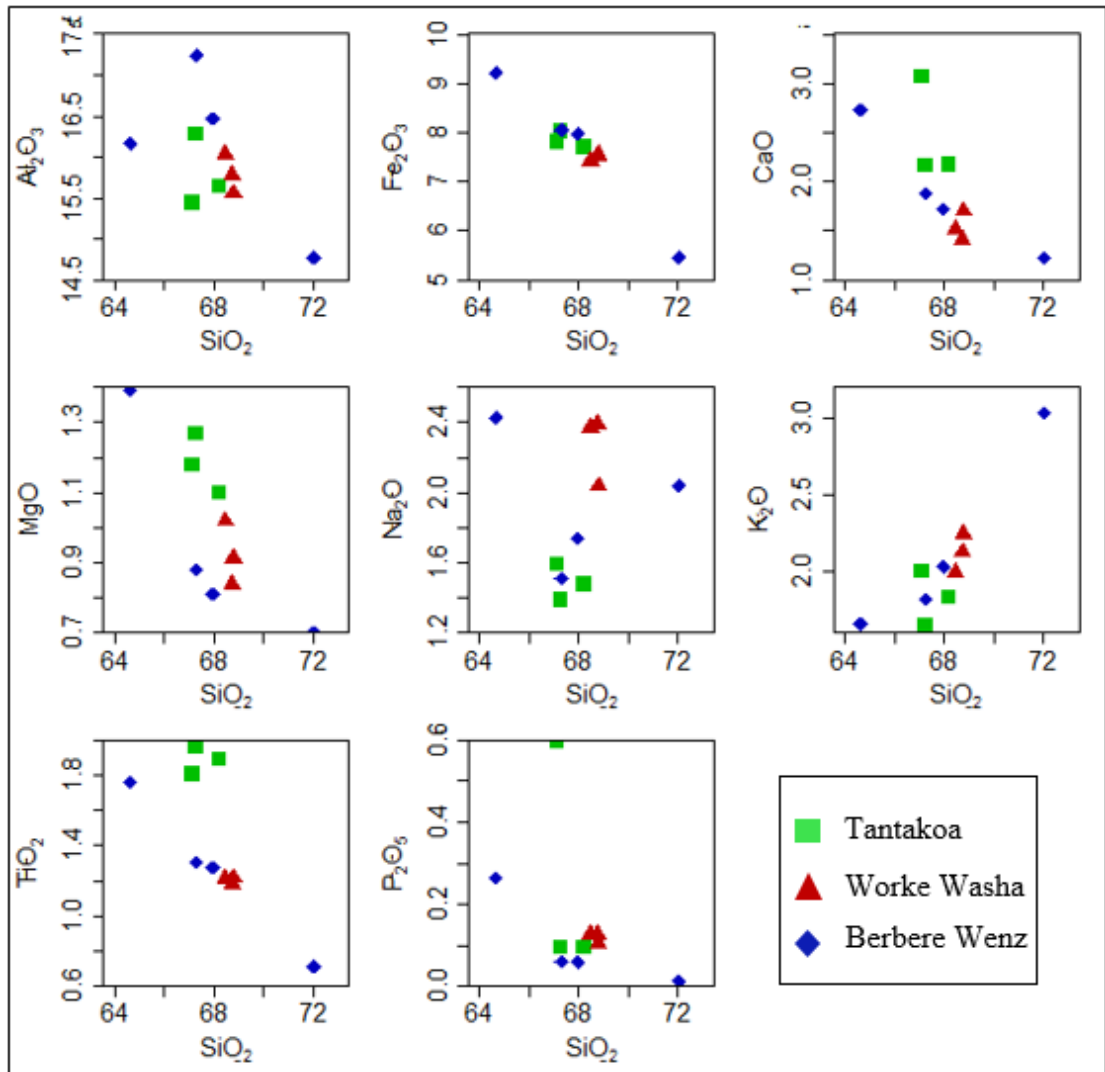 Al₂O₃
17.
16.5
15.5
14.5
64 68 72
SiO₂
Fe₂O₃
10
9
8
7
6
5
64 68 72
SiO₂
CaO
3.0
2.0
1.0
64 68 72
SiO₂
MgO
1.3
1.1
0.9
0.7
64 68 72
SiO₂
Na₂O
2.4
2.0
1.6
1.2
64 68 72
SiO₂
K₂O
3.0
2.5
2.0
64 68 72
SiO₂
TiO₂
1.8
1.4
1.0
0.6
64 68 72
SiO₂
P₂O₅
0.6
0.4
0.2
0.0
64 68 72
SiO₂
Tantakoa
Worke Washa
Berbere Wenz